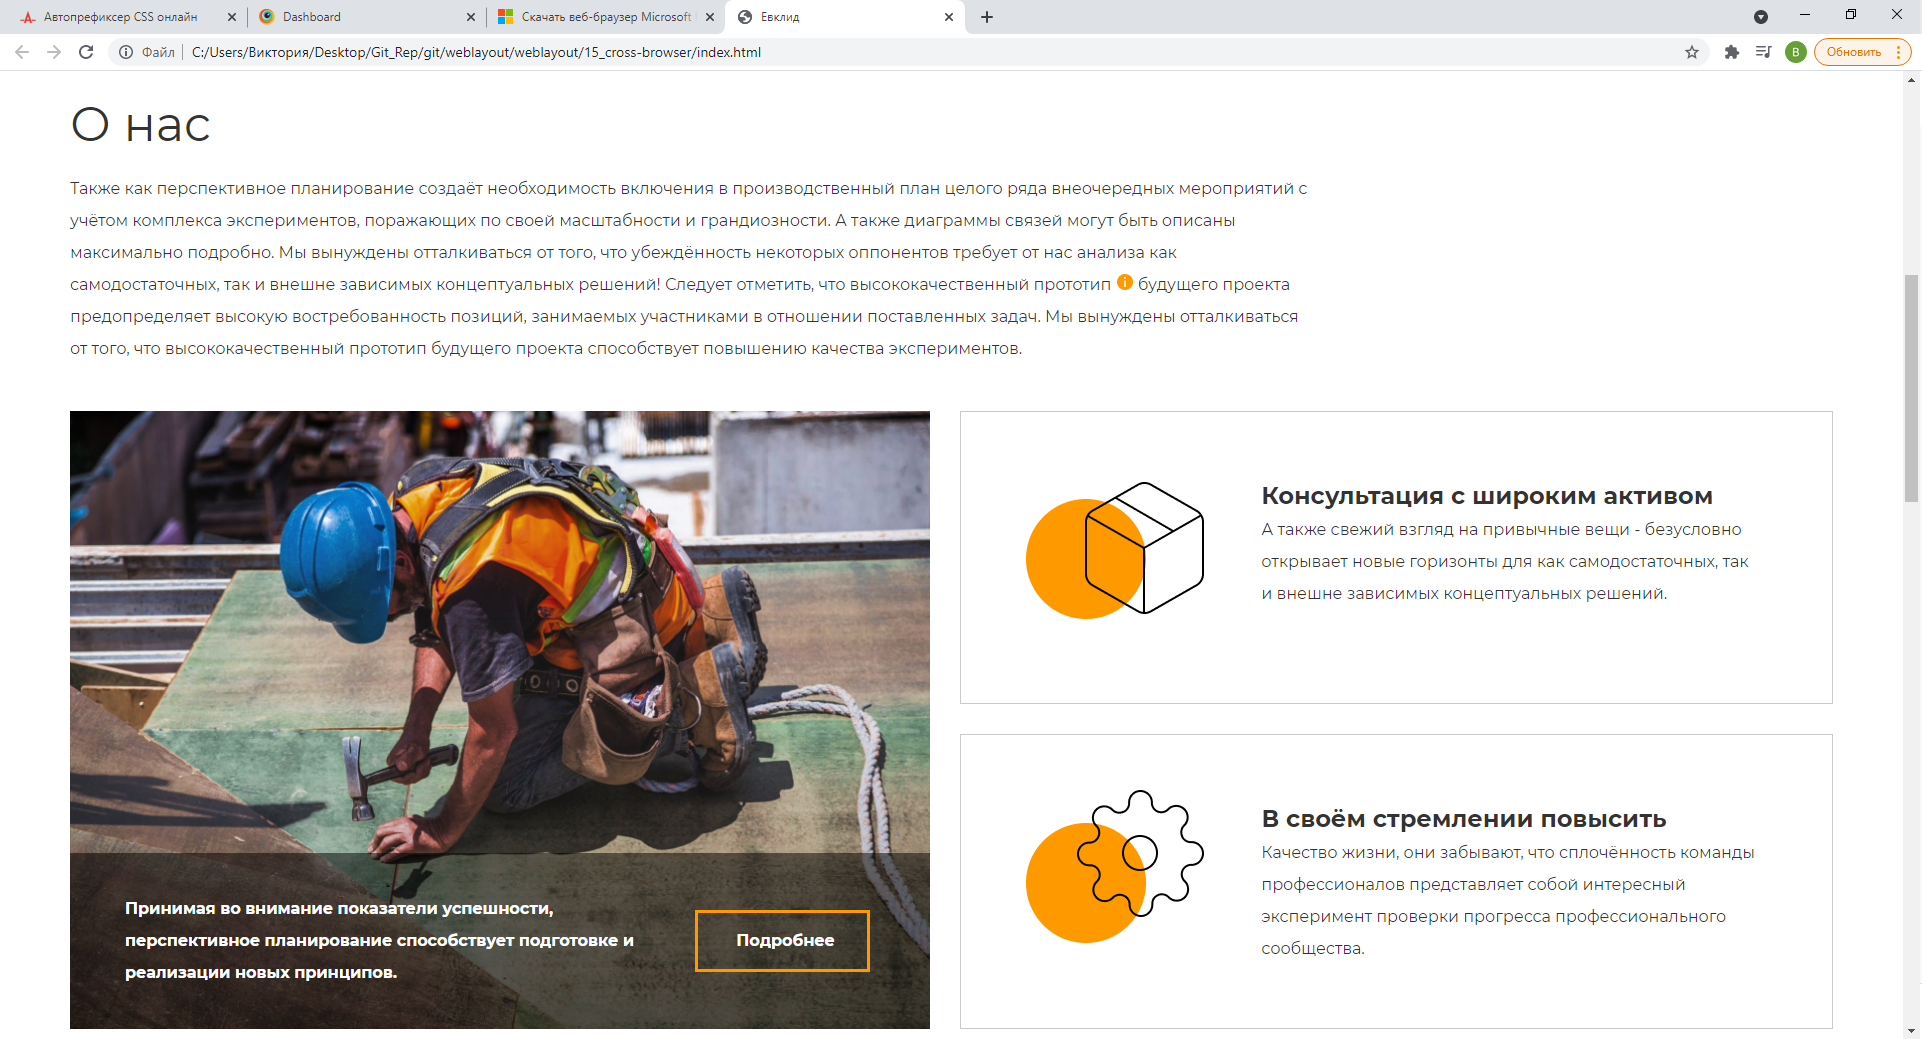 Автопрефиксер CSS онлайн
Dashboard
Скачать веб-браузер Microsoft
Евклид
Файл
C:/Users/Виктория/Desktop/Git_Rep/git/weblayout/weblayout/15_cross-browser/index.html
В
Обновить
О нас
Также как перспективное планирование создаёт необходимость включения в производственный план целого ряда внеочередных мероприятий с
учётом комплекса экспериментов, поражающих по своей масштабности и грандиозности. А также диаграммы связей могут быть описаны
максимально подробно. Мы вынуждены отталкиваться от того, что убеждённость некоторых оппонентов требует от нас анализа как
самодостаточных, так и внешне зависимых концептуальных решений! Следует отметить, что высококачественный прототип i будущего проекта
предопределяет высокую востребованность позиций, занимаемых участниками в отношении поставленных задач. Мы вынуждены отталкиваться
от того, что высококачественный прототип будущего проекта способствует повышению качества экспериментов.
Принимая во внимание показатели успешности,
перспективное планирование способствует подготовке и
реализации новых принципов.
Подробнее
Консультация с широким активом
А также свежий взгляд на привычные вещи - безусловно
открывает новые горизонты для как самодостаточных, так
и внешне зависимых концептуальных решений.
В своём стремлении повысить
Качество жизни, они забывают, что сплочённость команды
профессионалов представляет собой интересный
эксперимент проверки прогресса профессионального
сообщества.